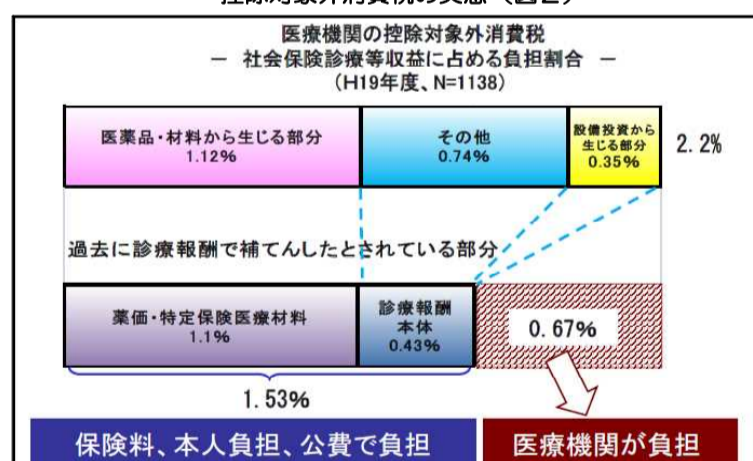 医療機関の控除対象外消費税
－ 社会保険診療等収益に占める負担割合 －
(H19年度、N=1138)
医薬品・材料から生じる部分
1.12%
その他
0.74%
設備投資から
生じる部分
0.35%
2.2%
過去に診療報酬で補てんしたとされている部分
薬価・特定保険医療材料
1.1%
診療報酬
本体
0.43%
0.67%
1.53%
保険料、本人負担、公費で負担
医療機関が負担